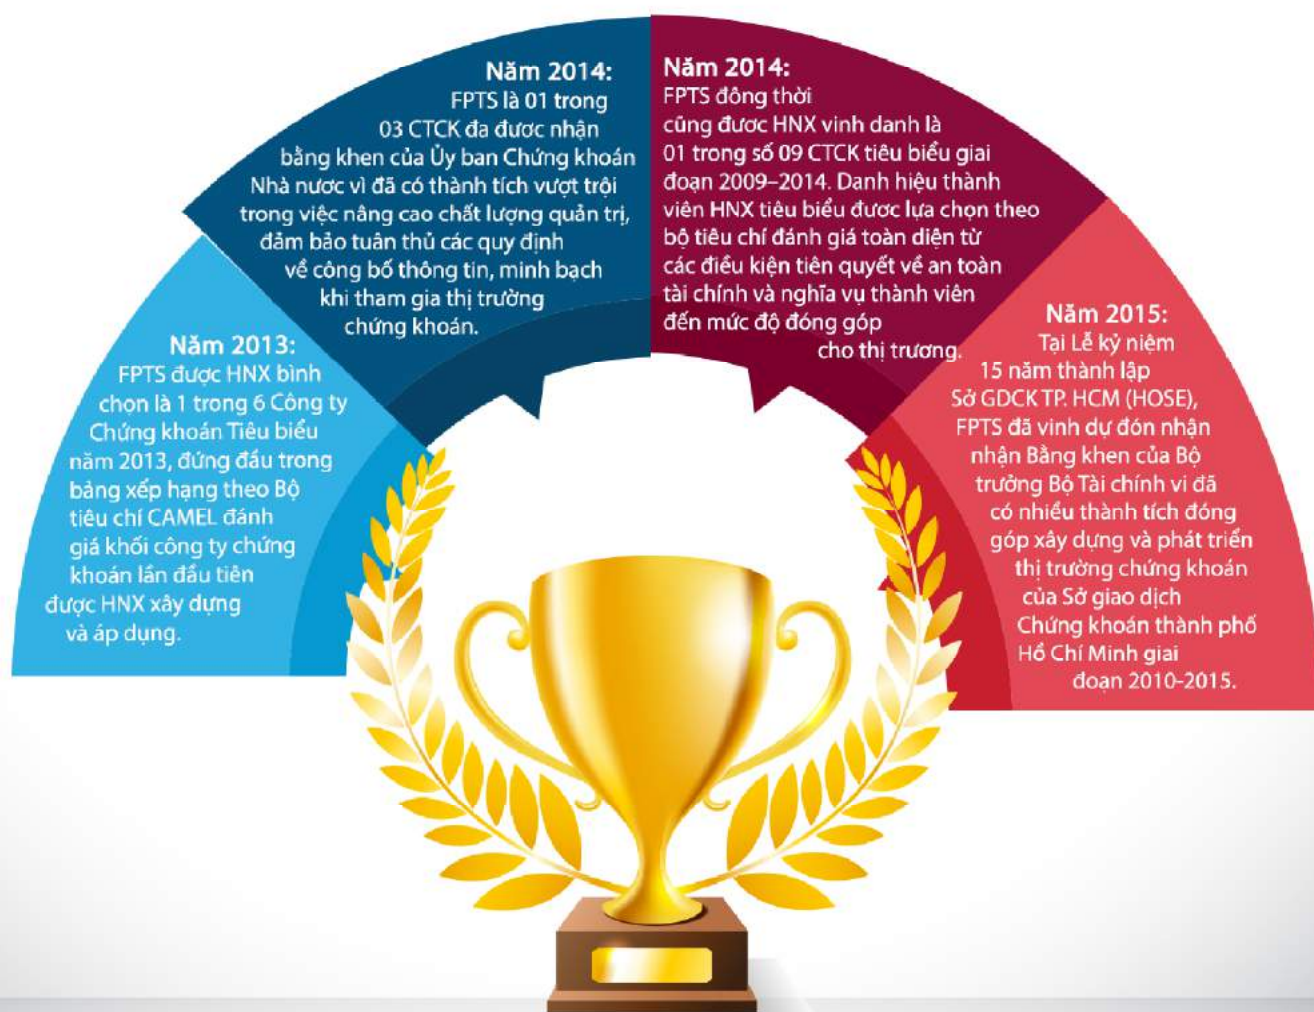 Năm 2013:
FPTS được HNX bình
chọn là 1 trong 6 Công ty
Chứng khoán Tiêu biểu
năm 2013, đứng đầu trong
bảng xếp hạng theo Bộ
tiêu chí CAMEL đánh
giá khối công ty chứng
khoán lần đầu tiên
được HNX xây dựng
và áp dụng.
Năm 2014:
FPTS là 01 trong
03 CTCK đa đươc nhận
bằng khen của Ủy ban Chứng khoán
Nhà nươc vì đã có thành tích vượt trội
trong việc nâng cao chất lượng quản trị,
đảm bảo tuân thủ các quy định
về công bố thông tin, minh bạch
khi tham gia thị trường
chứng khoán.
Năm 2014:
FPTS đông thời
cũng đươc HNX vinh danh là
01 trong số 09 CTCK tiêu biểu giai
đoạn 2009–2014. Danh hiệu thành
viên HNX tiêu biểu đươc lựa chọn theo
bộ tiêu chí đánh giá toàn diện từ
các điều kiện tiên quyết về an toàn
tài chính và nghĩa vụ thành viên
đến mức độ đóng góp
cho thị trương.
Năm 2015:
Tại Lễ kỷ niệm
15 năm thành lập
Sở GDCK TP. HCM (HOSE),
FPTS đã vinh dự đón nhận
nhận Bằng khen của Bộ
trưởng Bộ Tài chính vi đã
có nhiều thành tích đóng
góp xây dựng và phát triển
thị trường chứng khoán
của Sở giao dịch
Chứng khoán thành phố
Hồ Chí Minh giai
đoạn 2010-2015.